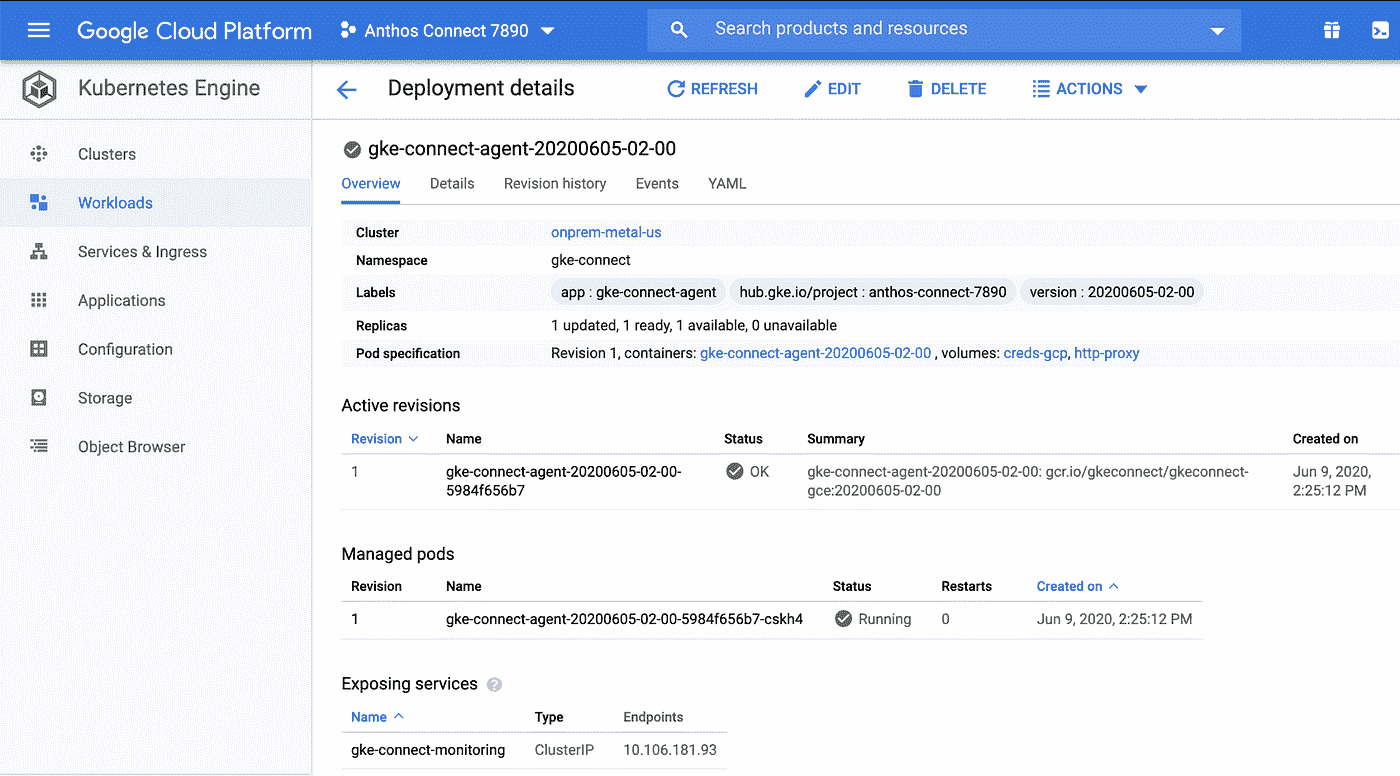 Google Cloud Platform
Anthos Connect 7890
Search products and resources
Kubernetes Engine
Deployment details
REFRESH
EDIT
DELETE
ACTIONS
Clusters
Workloads
Services & Ingress
Applications
Configuration
Storage
Object Browser
gke-connect-agent-20200605-02-00
Overview Details Revision history Events YAML
Cluster onprem-metal-us
Namespace gke-connect
Labels app : gke-connect-agent hub.gke.io/project : anthos-connect-7890 version : 20200605-02-00
Replicas 1 updated, 1 ready, 1 available, 0 unavailable
Pod specification Revision 1, containers: gke-connect-agent-20200605-02-00 , volumes: creds-gcp, http-proxy
Active revisions
Revision Name Status Summary Created on
1 gke-connect-agent-20200605-02-00- OK gke-connect-agent-20200605-02-00: gcr.io/gkeconnect/gkeconnect- Jun 9, 2020,
5984f656b7 gce:20200605-02-00 2:25:12 PM
Managed pods
Revision Name Status Restarts Created on
1 gke-connect-agent-20200605-02-00-5984f656b7-cskh4 Running 0 Jun 9, 2020, 2:25:12 PM
Exposing services ?
Name Type Endpoints
gke-connect-monitoring ClusterIP 10.106.181.93